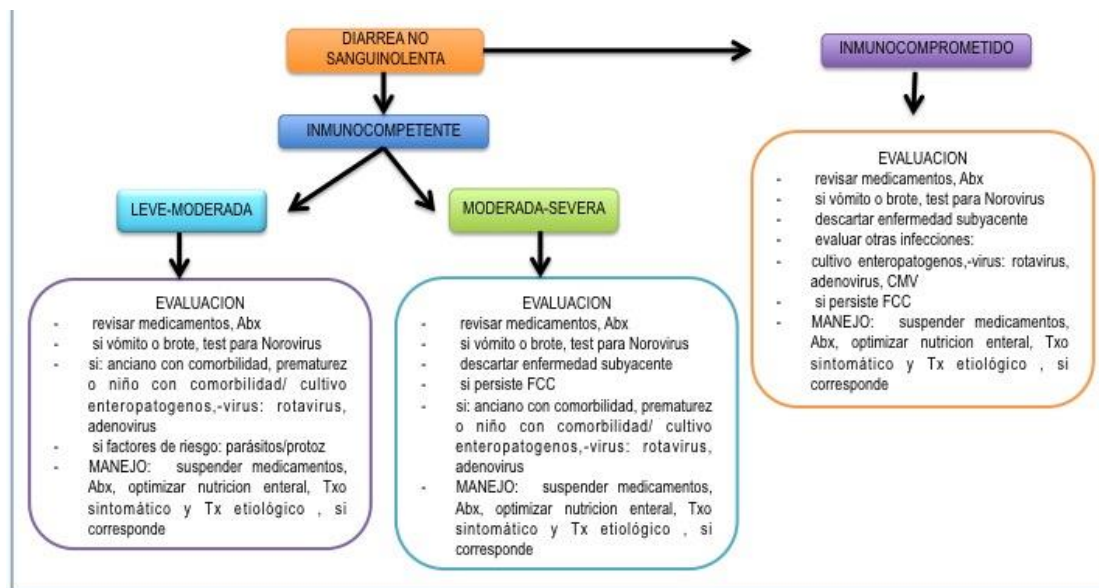 DIARREA NO
SANGUINOLENTA
INMUNOCOMPROMETIDO
INMUNOCOMPETENTE
LEVE-MODERADA
MODERADA-SEVERA
EVALUACION
- revisar medicamentos, Abx
- si vómito o brote, test para Norovirus
- si: anciano con comorbilidad, prematurez
o niño con comorbilidad/ cultivo
enteropatogenos,-virus: rotavirus,
adenovirus
- si factores de riesgo: parásitos/protoz
- MANEJO: suspender medicamentos,
Abx, optimizar nutricion enteral, Txo
sintomático y Tx etiológico , si
corresponde
EVALUACION
- revisar medicamentos, Abx
- si vómito o brote, test para Norovirus
- descartar enfermedad subyacente
- si persiste FCC
- si: anciano con comorbilidad, prematurez
o niño con comorbilidad/ cultivo
enteropatogenos,-virus: rotavirus,
adenovirus
- MANEJO: suspender medicamentos,
Abx, optimizar nutricion enteral, Txo
sintomático y Tx etiológico , si
corresponde
EVALUACION
- revisar medicamentos, Abx
- si vómito o brote, test para Norovirus
- descartar enfermedad subyacente
- evaluar otras infecciones:
- cultivo enteropatogenos,-virus: rotavirus,
adenovirus, CMV
- si persiste FCC
- MANEJO: suspender medicamentos,
Abx, optimizar nutricion enteral, Txo
sintomático y Tx etiológico , si
corresponde